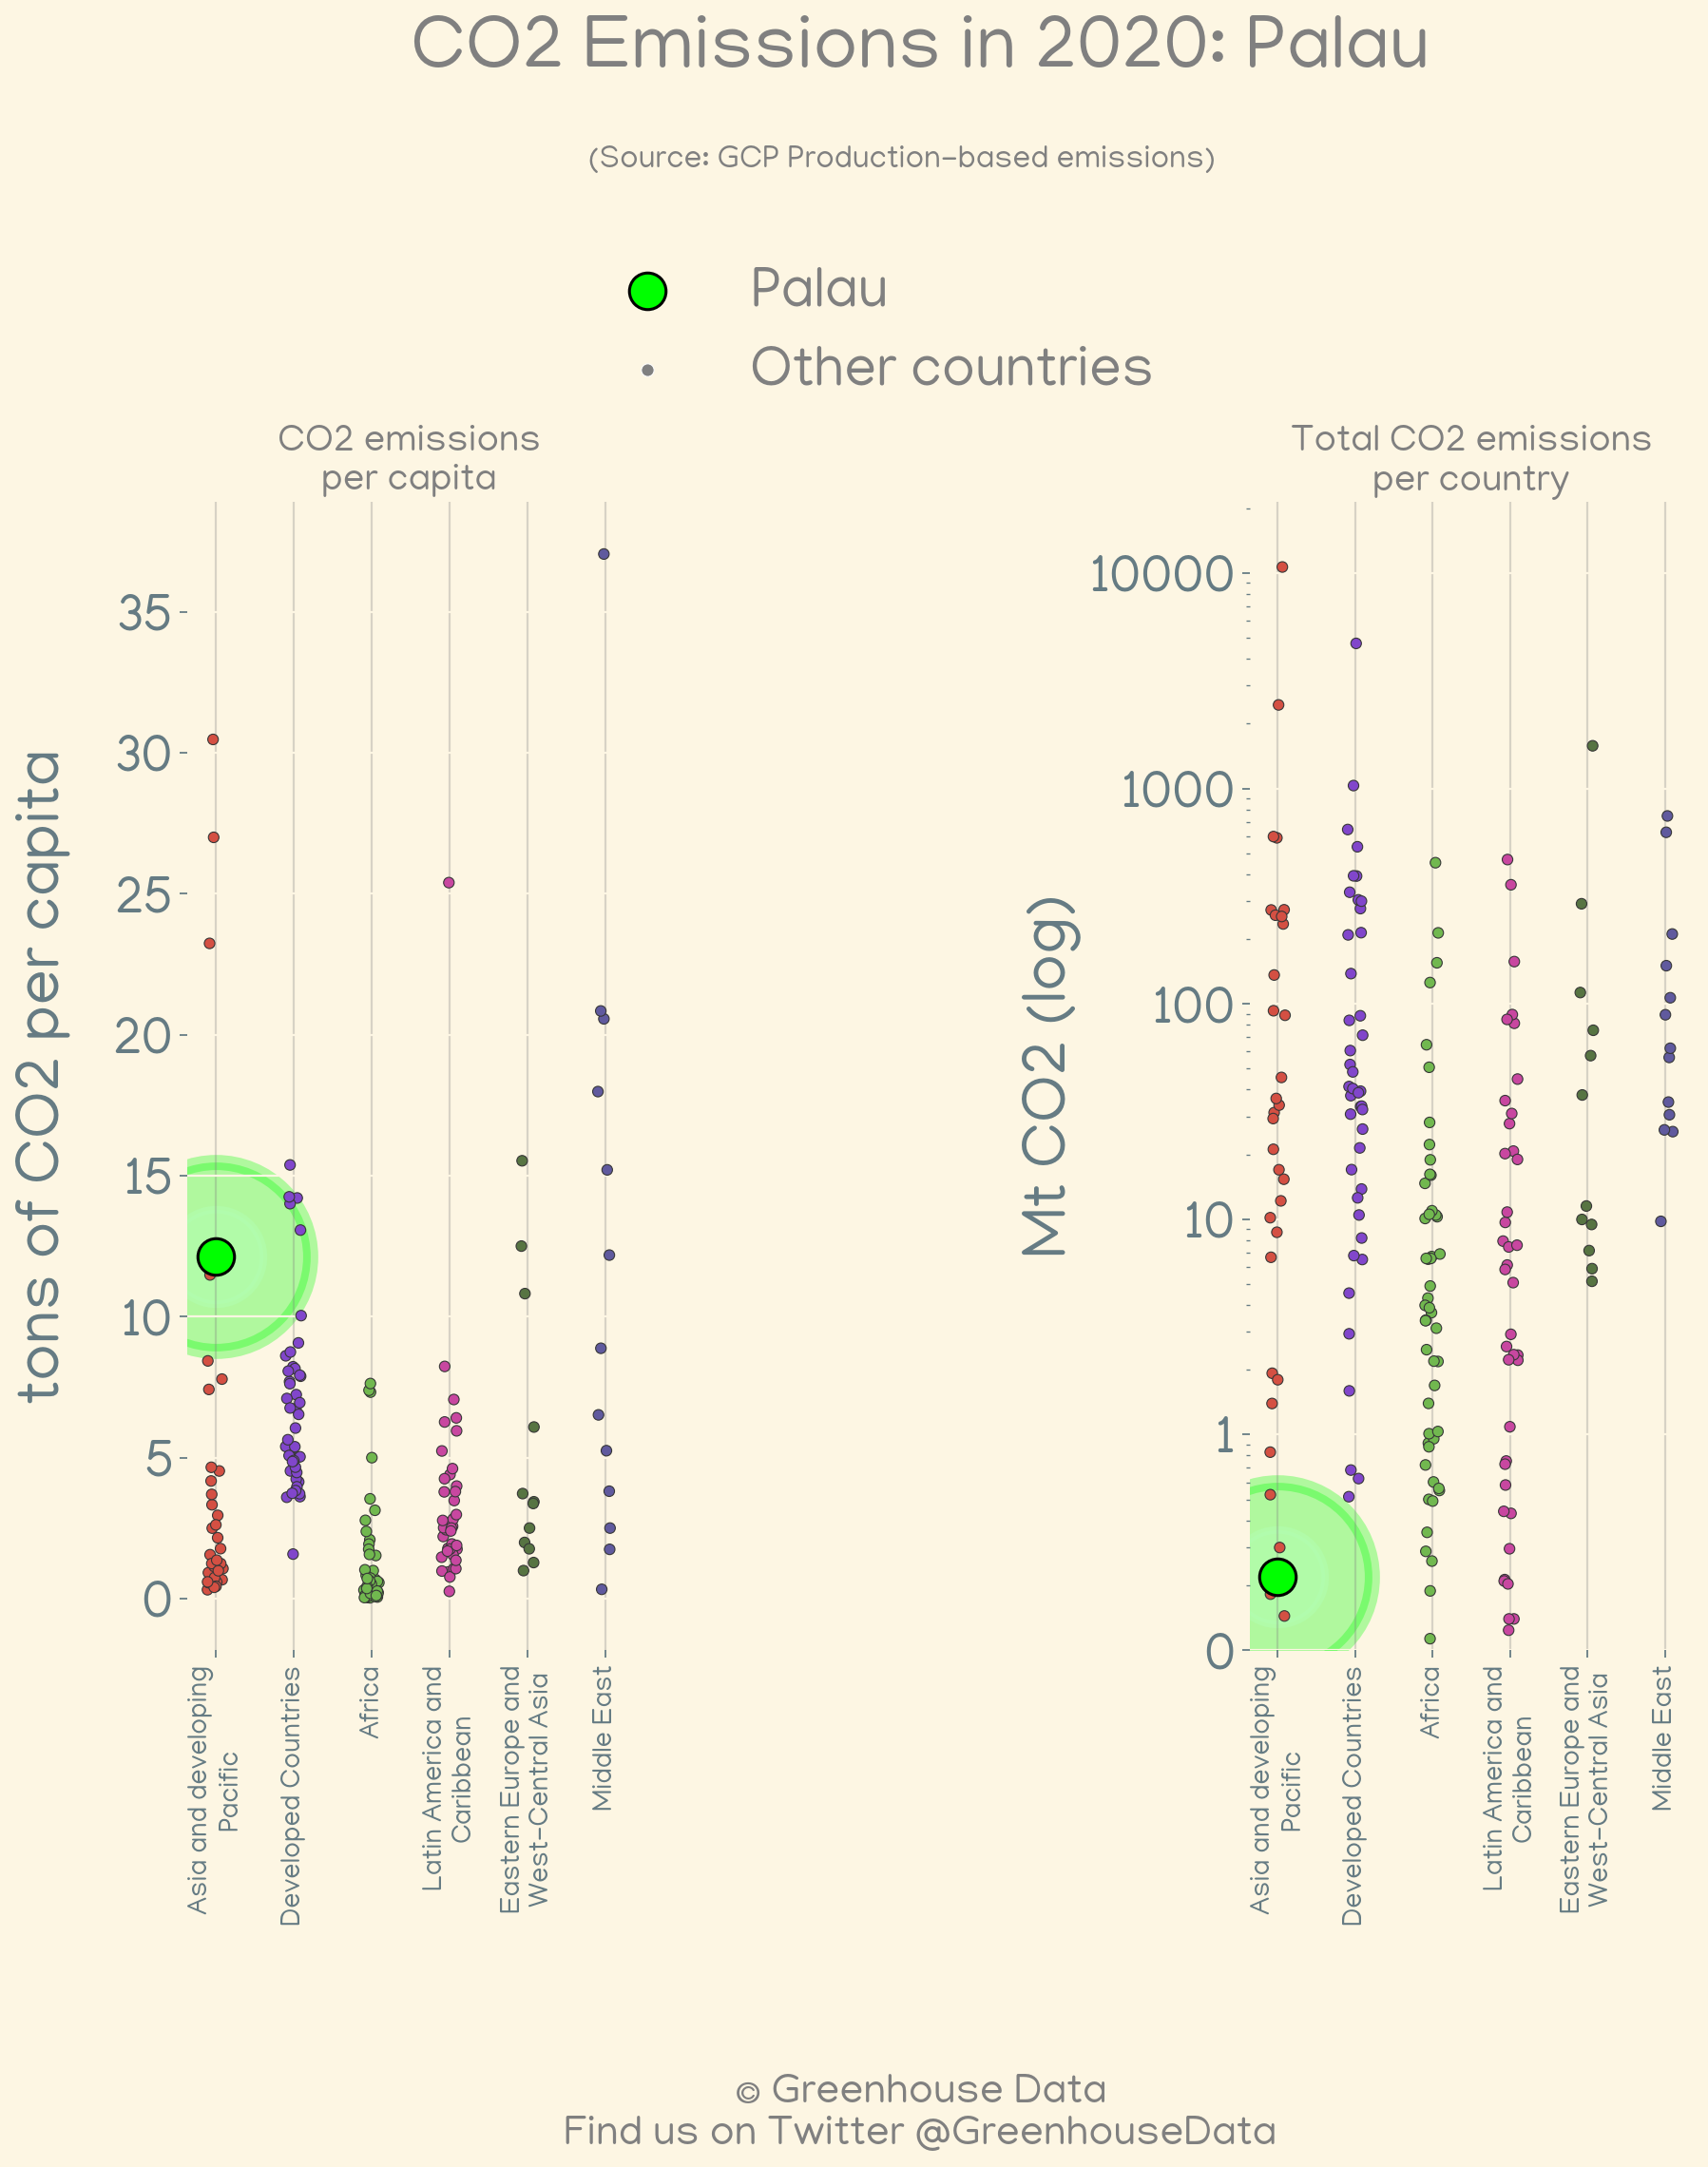 CO2 Emissions in 2020: Palau
(Source: GCP Production-based emissions)
Palau
Other countries
CO2 emissions
per capita
tons of CO2 per capita
35
30
25
20
15
10
5
0
Asia and developing
Pacific
Developed Countries
Africa
Latin America and
Caribbean
Eastern Europe and
West-Central Asia
Middle East
Total CO2 emissions
per country
Mt CO2 (log)
10000
1000
100
10
1
0
Asia and developing
Pacific
Developed Countries
Africa
Latin America and
Caribbean
Eastern Europe and
West-Central Asia
Middle East
© Greenhouse Data
Find us on Twitter @GreenhouseData